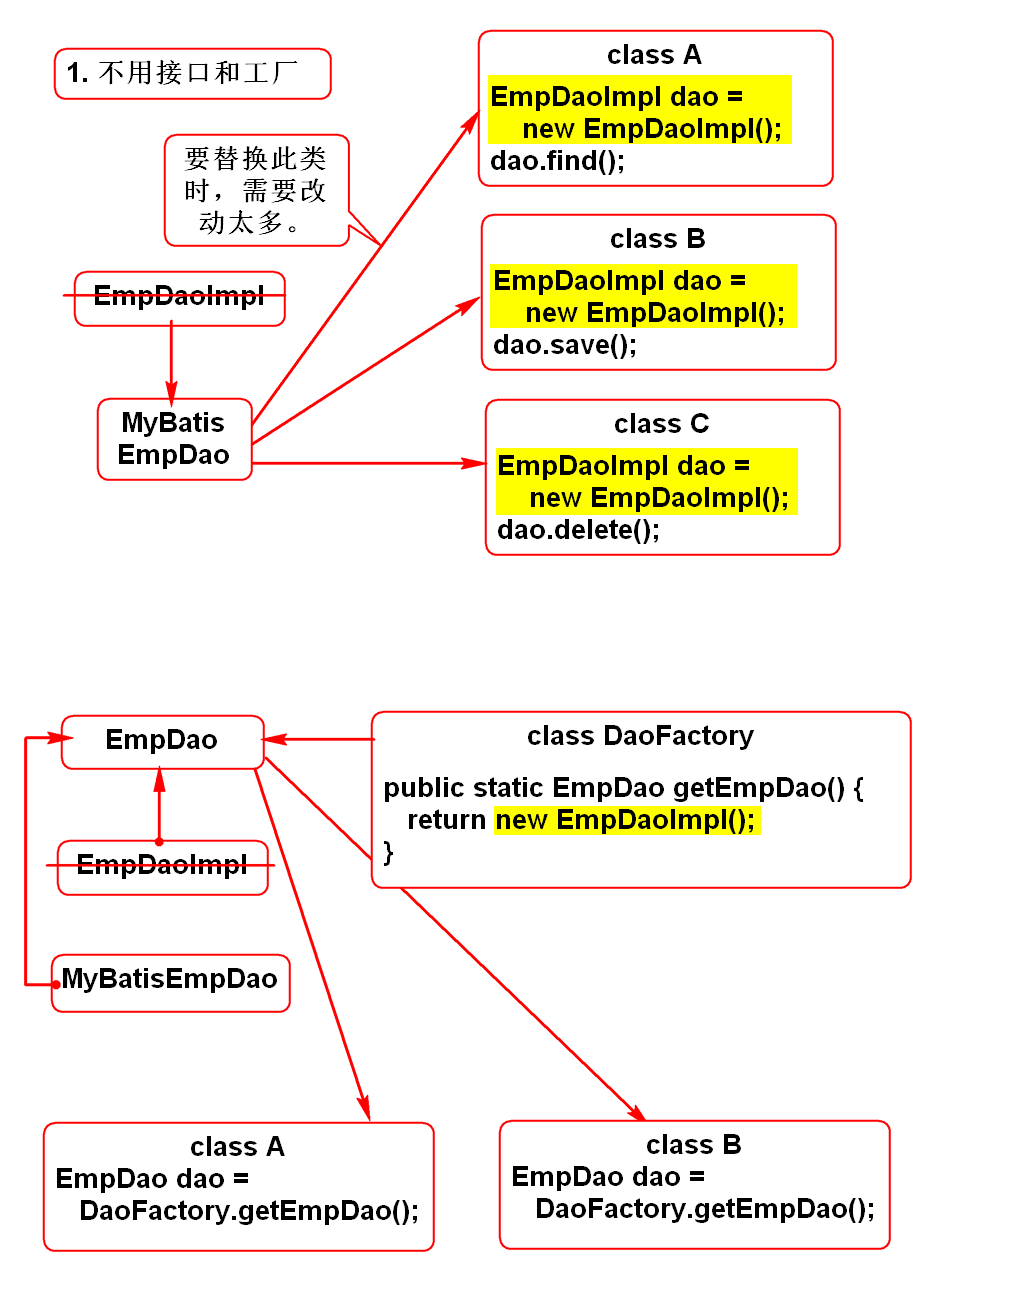 1. 不用接口和工厂
要替换此类
时，需要改
动太多。
EmpDaoImpl
MyBatis
EmpDao
class A
EmpDaoImpl dao =
new EmpDaoImpl();
dao.find();
class B
EmpDaoImpl dao =
new EmpDaoImpl();
dao.save();
class C
EmpDaoImpl dao =
new EmpDaoImpl();
dao.delete();
EmpDao
EmpDaoImpl
MyBatisEmpDao
class DaoFactory
public static EmpDao getEmpDao() {
return new EmpDaoImpl();
}
class A
EmpDao dao =
DaoFactory.getEmpDao();
class B
EmpDao dao =
DaoFactory.getEmpDao();